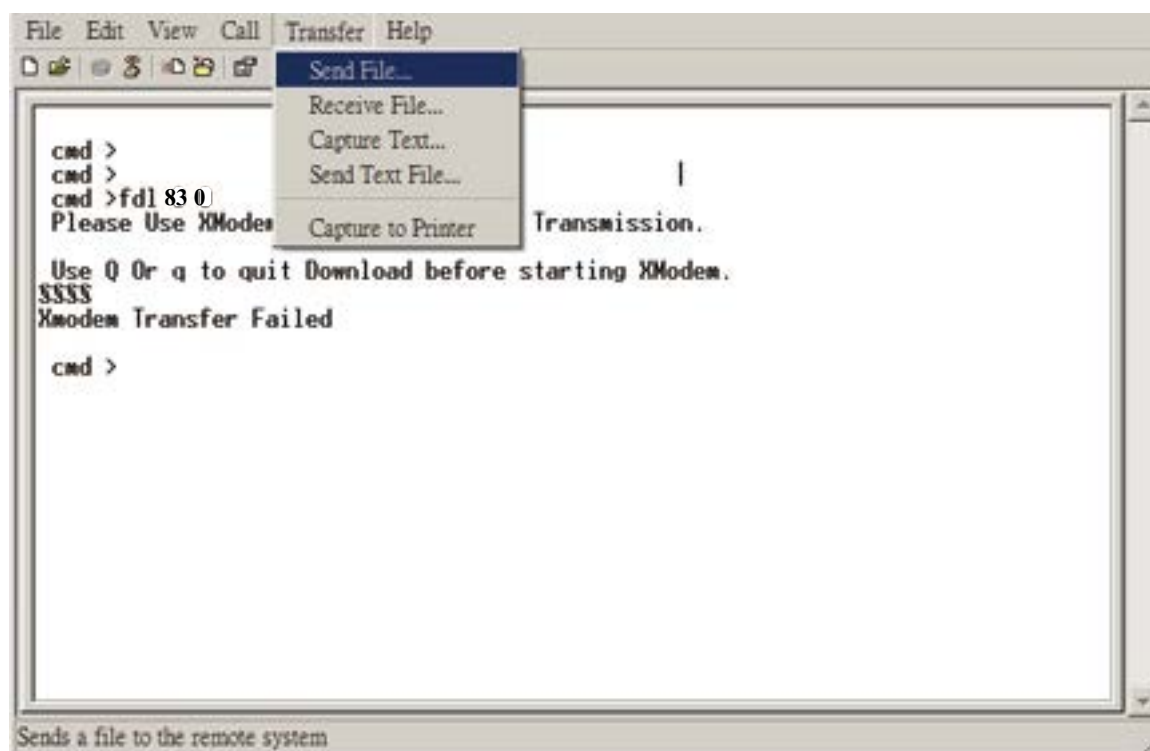 File Edit View Call Transfer Help
Send File...
Receive File...
Capture Text...
Send Text File...
Capture to Printer
cmd >
cmd >
cmd >fdl 83 0
Please Use XModem Transmission.
Use Q Or q to quit Download before starting XModem.
$$$$
Xmodem Transfer Failed
cmd >
Sends a file to the remote system